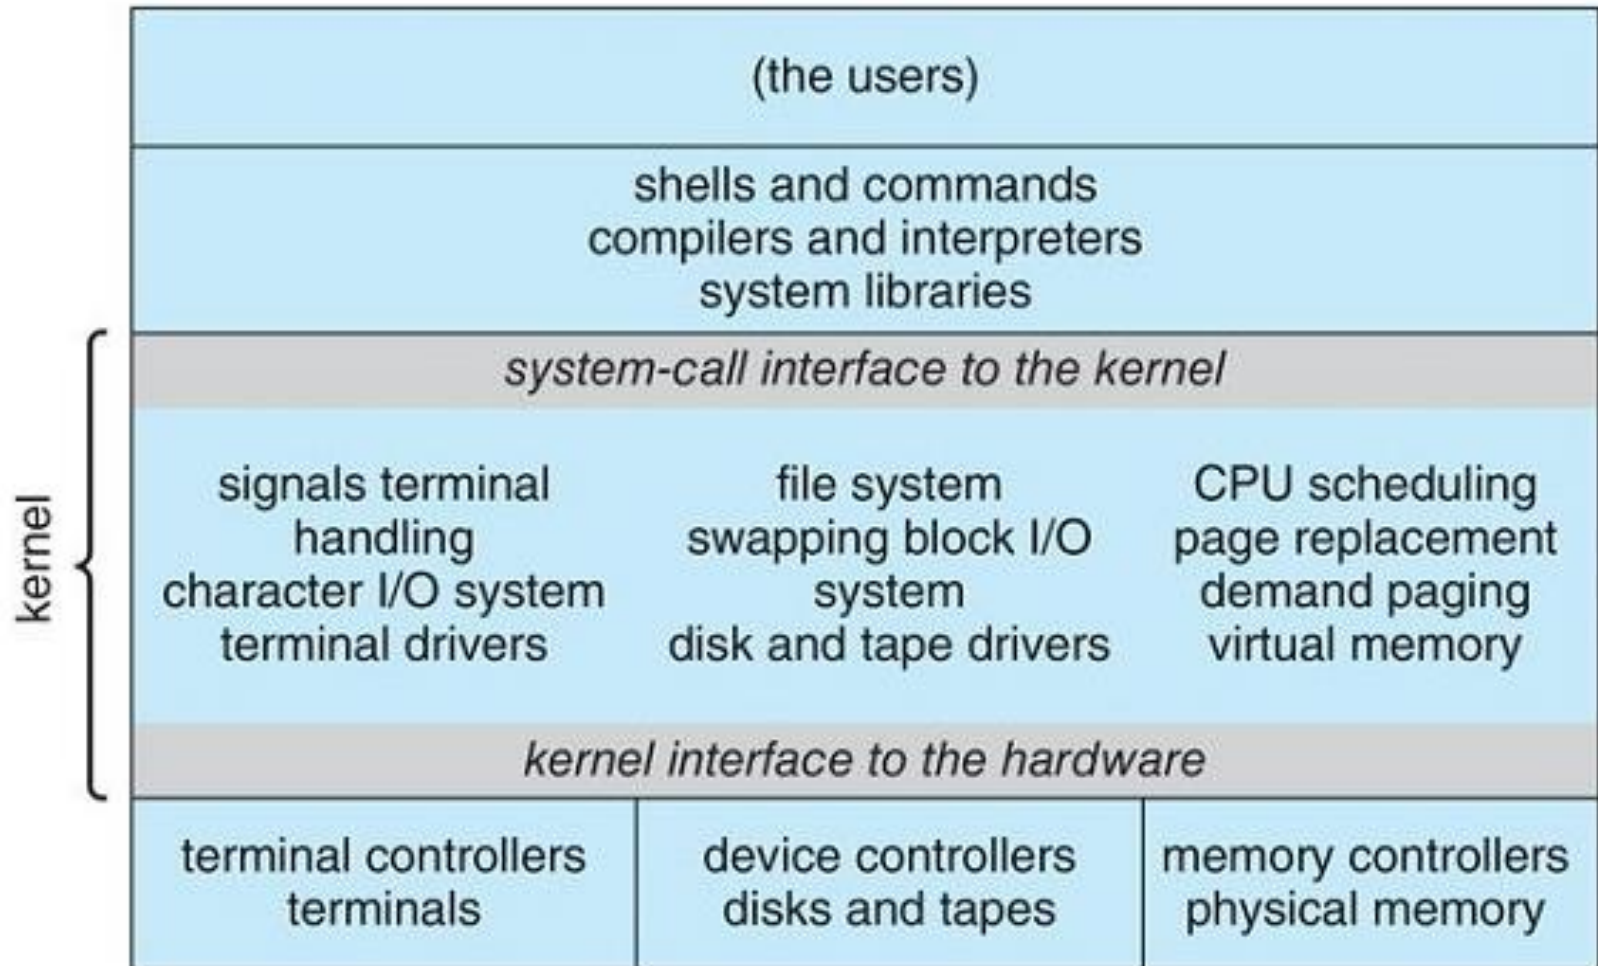 (the users)
shells and commands
compilers and interpreters
system libraries
kernel
system-call interface to the kernel
signals terminal
handling
character I/O system
terminal drivers
file system
swapping block I/O
system
disk and tape drivers
CPU scheduling
page replacement
demand paging
virtual memory
kernel interface to the hardware
terminal controllers
terminals
device controllers
disks and tapes
memory controllers
physical memory